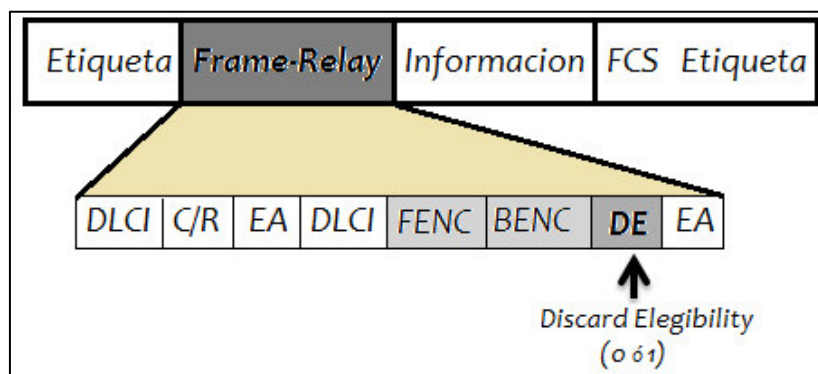 Etiqueta Frame-Relay Informacion FCS Etiqueta
DLCI C/R EA DLCI FENC BENC DE EA
Discard Elegibility
(0 ó 1)